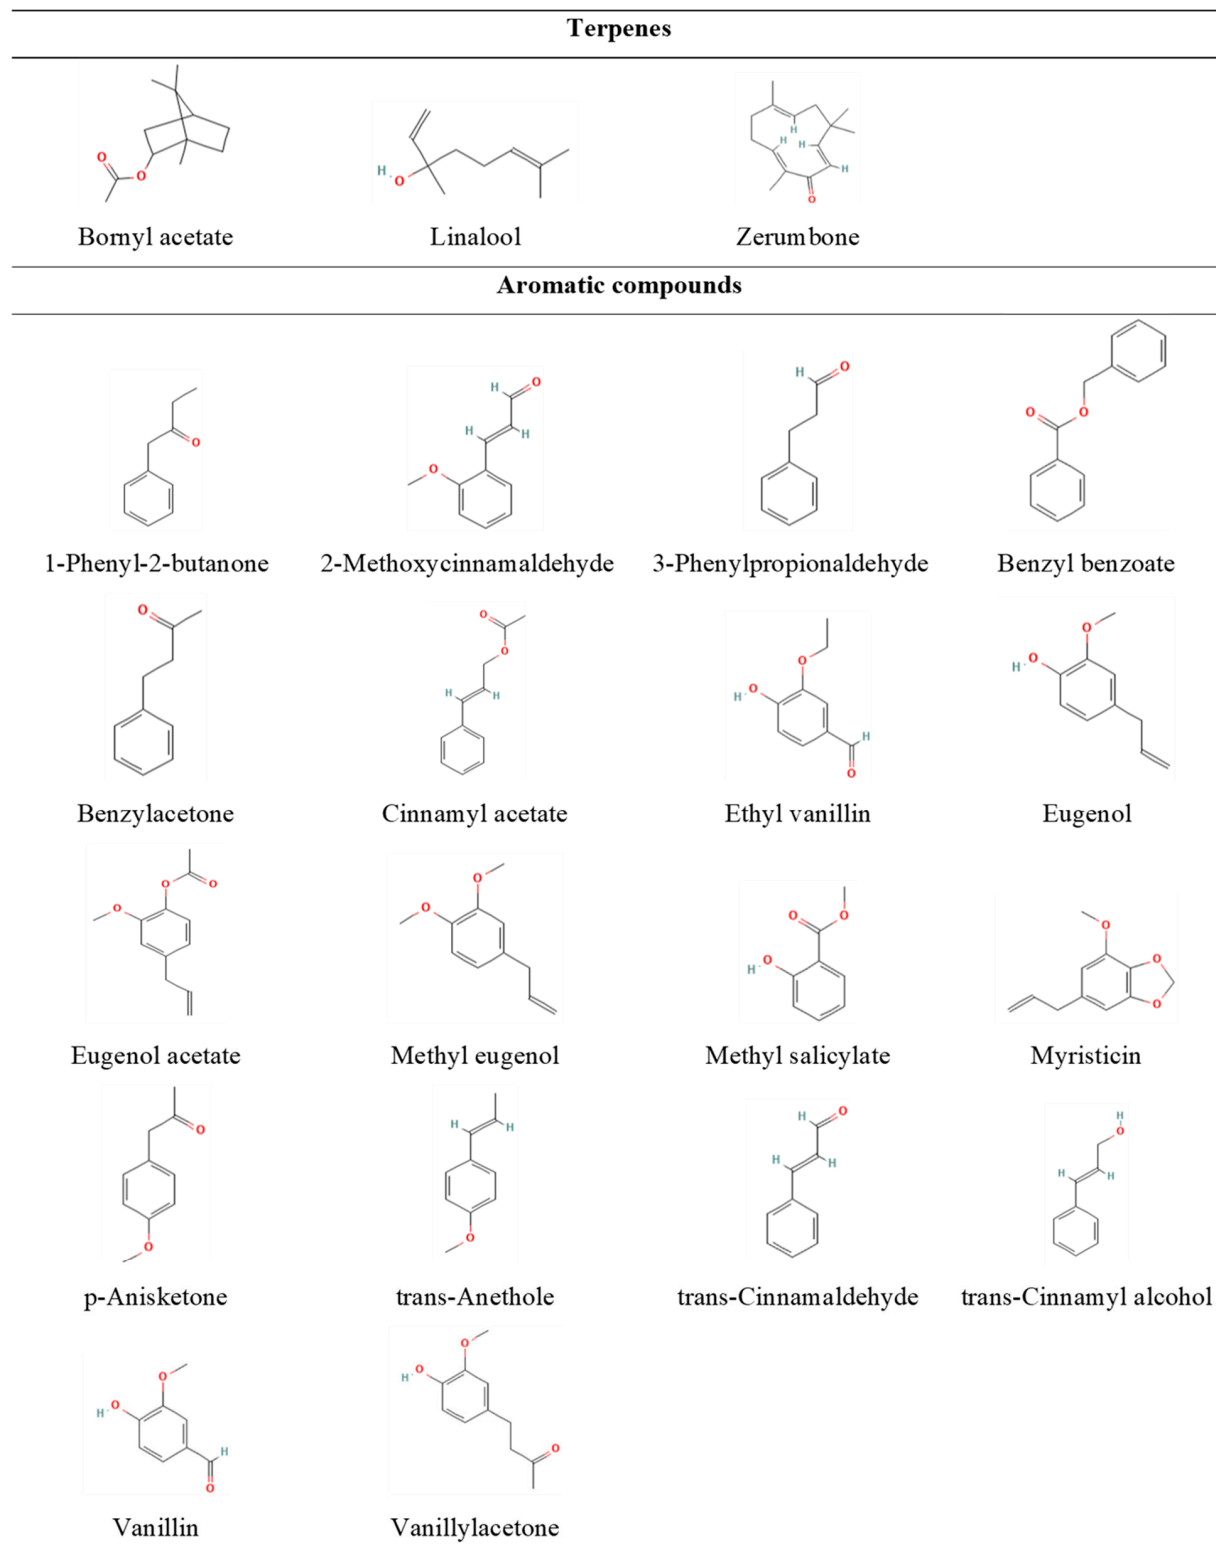 Terpenes
Bornyl acetate
Linalool
Zerumbone
Aromatic compounds
1-Phenyl-2-butanone
2-Methoxycinnamaldehyde
3-Phenylpropionaldehyde
Benzyl benzoate
Benzylacetone
Cinnamyl acetate
Ethyl vanillin
Eugenol
Eugenol acetate
Methyl eugenol
Methyl salicylate
Myristicin
p-Anisketone
trans-Anethole
trans-Cinnamaldehyde
trans-Cinnamyl alcohol
Vanillin
Vanillylacetone